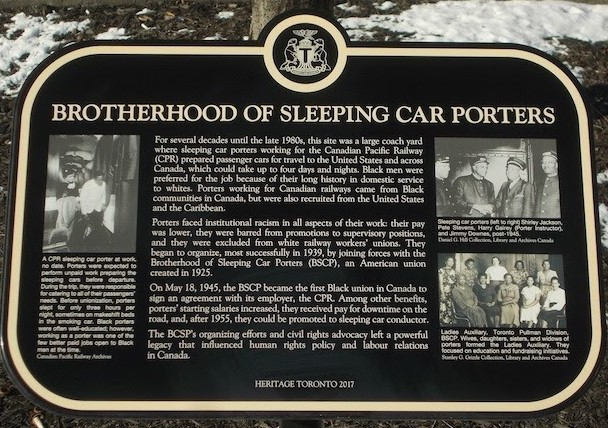 T
BROTHERHOOD OF SLEEPING CAR PORTERS
For several decades until the late 1980s, this site was a large coach yard
where sleeping car porters working for the Canadian Pacific Railway
(CPR) prepared passenger cars for travel to the United States and across
Canada, which could take up to four days and nights. Black men were
preferred for the job because of their long history in domestic service
to whites. Porters working for Canadian railways came from Black
communities in Canada, but were also recruited from the United States
and the Caribbean.
Porters faced institutional racism in all aspects of their work: their pay
was lower, they were barred from promotions to supervisory positions,
and they were excluded from white railway workers' unions. They
began to organize, most successfully in 1939, by joining forces with the
Brotherhood of Sleeping Car Porters (BSCP), an American union
created in 1925.
On May 18, 1945, the BSCP became the first Black union in Canada to
sign an agreement with its employer, the CPR. Among other benefits,
porters' starting salaries increased, they received pay for downtime on the
road, and, after 1955, they could be promoted to sleeping car conductor.
The BCSP's organizing efforts and civil rights advocacy left a powerful
legacy that influenced human rights policy and labour relations
in Canada.
A CPR sleeping car porter at work,
no date. Porters were expected to
perform unpaid work preparing the
sleeping cars before departure.
During the trip, they were responsible
for catering to all of their passengers'
needs. Before unionization, porters
slept for only three hours per
night, sometimes on makeshift beds
in the smoking car. Black porters
were often well-educated; however,
working as a porter was one of the
few better paid jobs open to Black
men at the time.
Canadian Pacific Railway Archives
Sleeping car porters (left to right) Shirley Jackson,
Pete Stevens, Harry Gairey (Porter Instructor),
and Jimmy Downes, post-1945.
Daniel G. Hill Collection, Library and Archives Canada
Ladies Auxiliary, Toronto Pullman Division,
BSCP. Wives, daughters, sisters, and widows of
porters formed the Ladies Auxiliary. They
focused on education and fundraising initiatives.
Stanley G. Grizzle Collection, Library and Archives Canada
HERITAGE TORONTO 2017